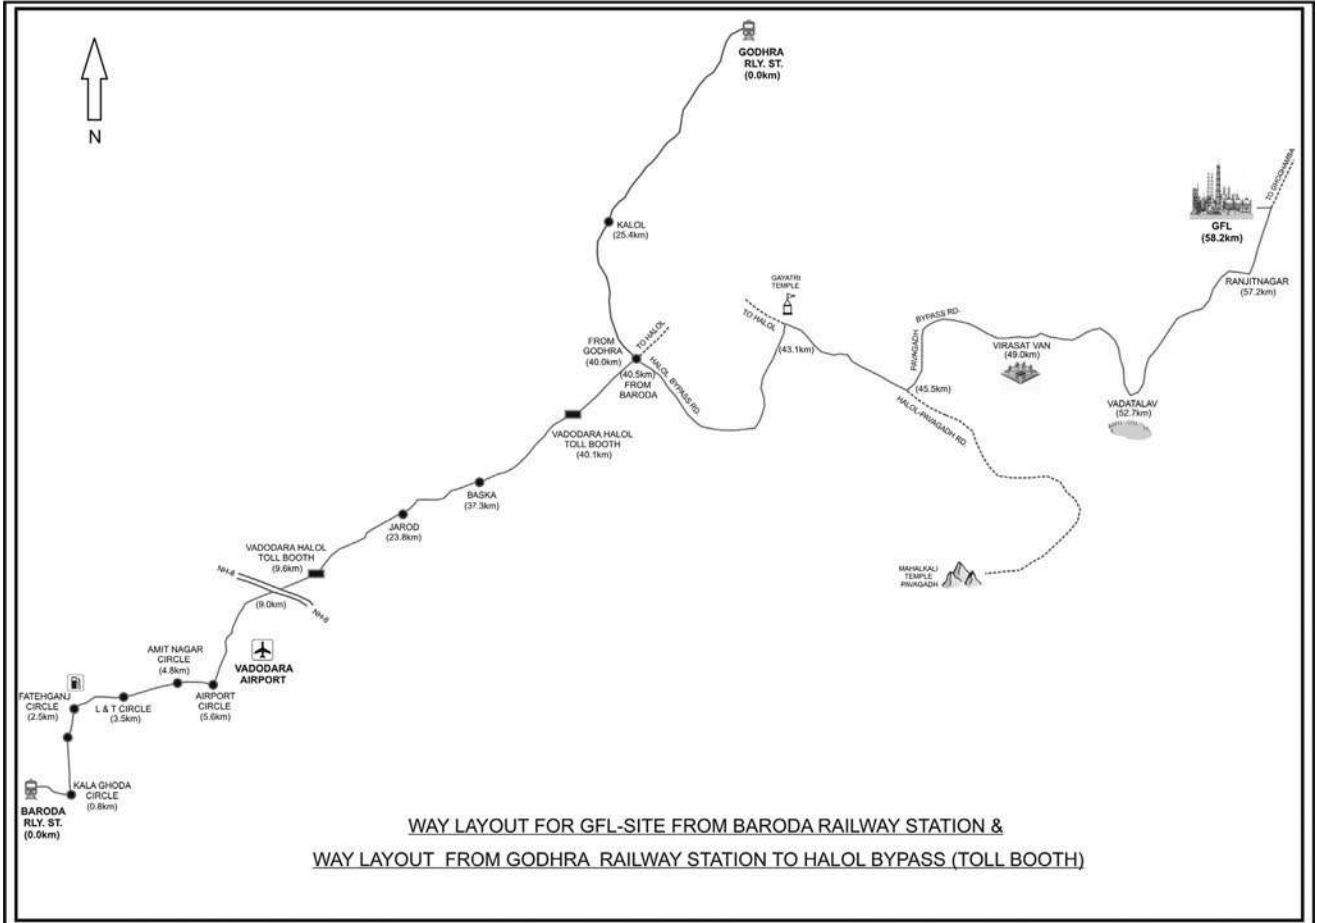 GODHRA
RLY. ST.
(0.0km)
N
TO GHOGHAMBA
GFL
(58.2km)
KALOL
(25.4km)
RANJITNAGAR
(57.2km)
GAYATRI
TEMPLE
TO HALOL
TO HALOL
BYPASS RD.
PAVAGADH
FROM
GODHRA
(40.0km)
(43.1km)
VIRASAT VAN
(49.0km)
HALOL BYPASS RD.
(40.5km)
FROM
BARODA
(45.5km)
HALOL-PAVAGADH RD.
VADATALAV
(52.7km)
VADODARA HALOL
TOLL BOOTH
(40.1km)
BASKA
(37.3km)
JAROD
(23.8km)
VADODARA HALOL
TOLL BOOTH
(9.6km)
NH-8
NH-8
(9.0km)
MAHALKALI
TEMPLE
PAVAGADH
AMIT NAGAR
CIRCLE
(4.8km)
VADODARA
AIRPORT
FATEHGANJ
CIRCLE
(2.5km)
L & T CIRCLE
(3.5km)
AIRPORT
CIRCLE
(5.6km)
KALA GHODA
CIRCLE
(0.8km)
BARODA
RLY. ST.
(0.0km)
WAY LAYOUT FOR GFL-SITE FROM BARODA RAILWAY STATION &
WAY LAYOUT FROM GODHRA RAILWAY STATION TO HALOL BYPASS (TOLL BOOTH)